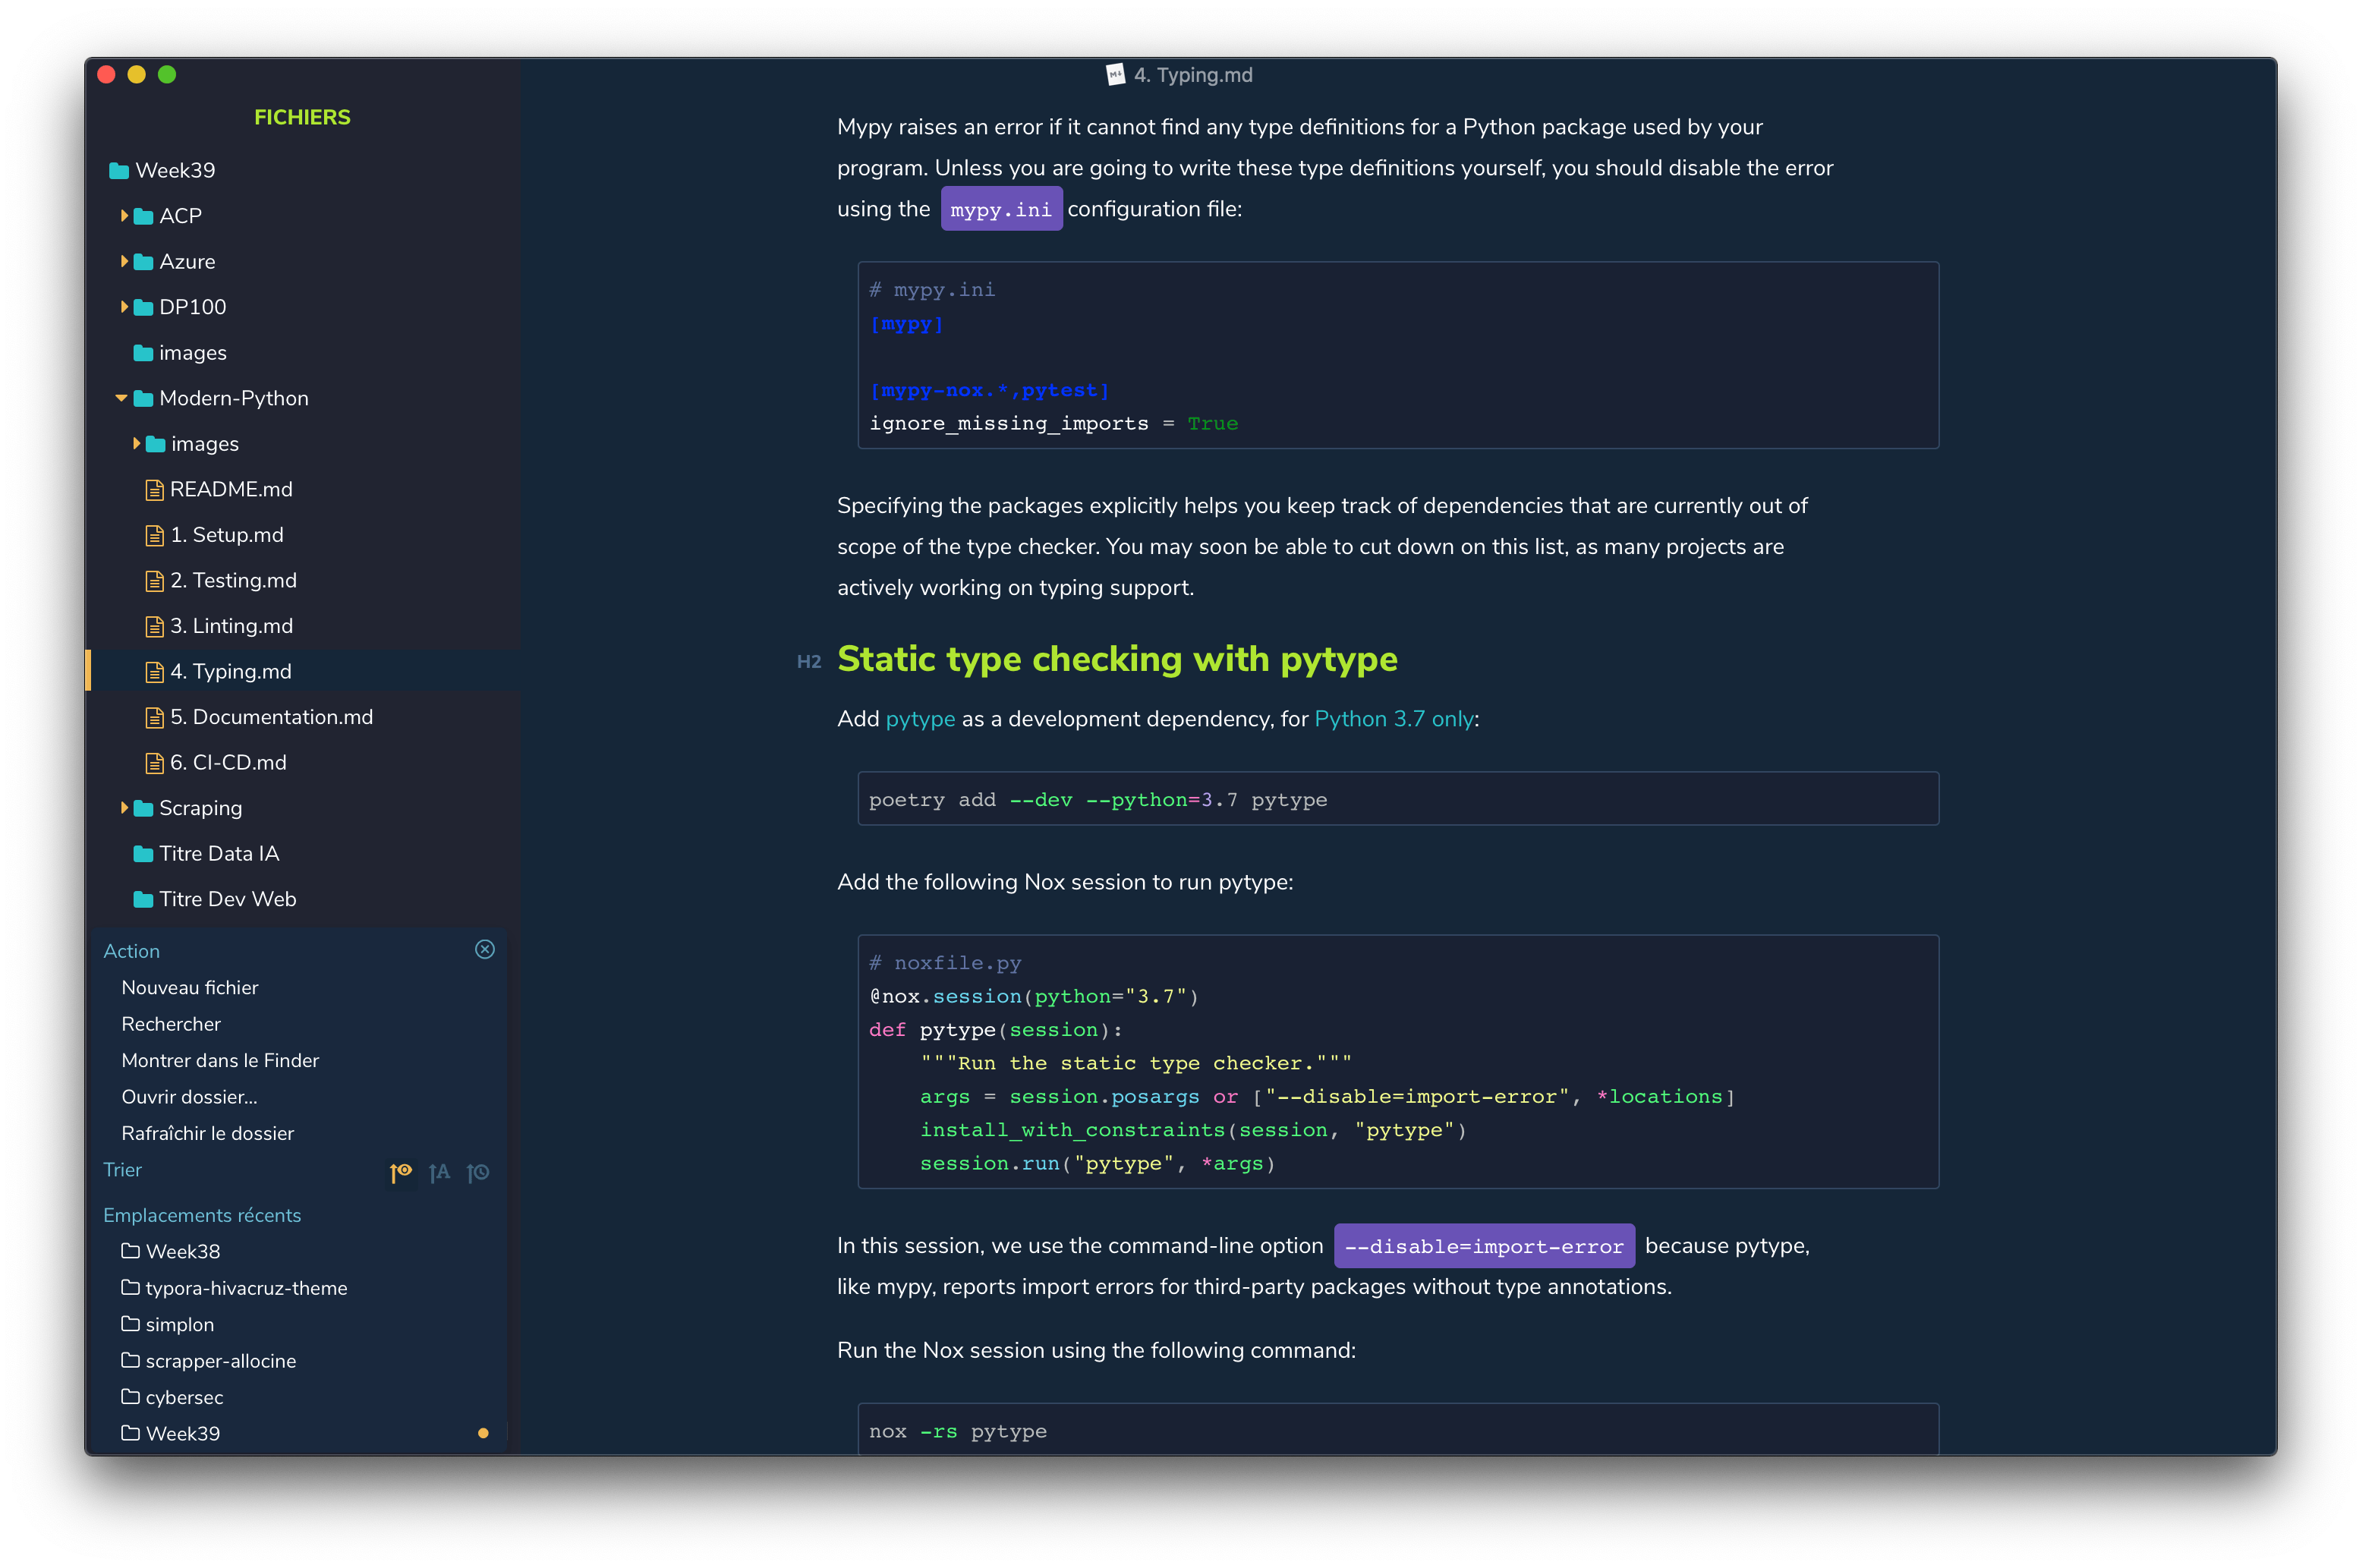 4. Typing.md
FICHIERS
Week39
ACP
Azure
DP100
images
Modern-Python
images
README.md
1. Setup.md
2. Testing.md
3. Linting.md
4. Typing.md
5. Documentation.md
6. CI-CD.md
Scraping
Titre Data IA
Titre Dev Web
Action
Nouveau fichier
Rechercher
Montrer dans le Finder
Ouvrir dossier...
Rafraîchir le dossier
Trier
Emplacements récents
Week38
typora-hivacruz-theme
simplon
scrapper-allocine
cybersec
Week39
Mypy raises an error if it cannot find any type definitions for a Python package used by your
program. Unless you are going to write these type definitions yourself, you should disable the error
using the mypy.ini configuration file:
# mypy.ini
[mypy]
[mypy-nox.*,pytest]
ignore_missing_imports = True
Specifying the packages explicitly helps you keep track of dependencies that are currently out of
scope of the type checker. You may soon be able to cut down on this list, as many projects are
actively working on typing support.
H2 Static type checking with pytype
Add pytype as a development dependency, for Python 3.7 only:
poetry add --dev --python=3.7 pytype
Add the following Nox session to run pytype:
# noxfile.py
@nox.session(python="3.7")
def pytype(session):
    """Run the static type checker."""
    args = session.posargs or ["--disable=import-error", *locations]
    install_with_constraints(session, "pytype")
    session.run("pytype", *args)
In this session, we use the command-line option --disable=import-error because pytype,
like mypy, reports import errors for third-party packages without type annotations.
Run the Nox session using the following command:
nox -rs pytype